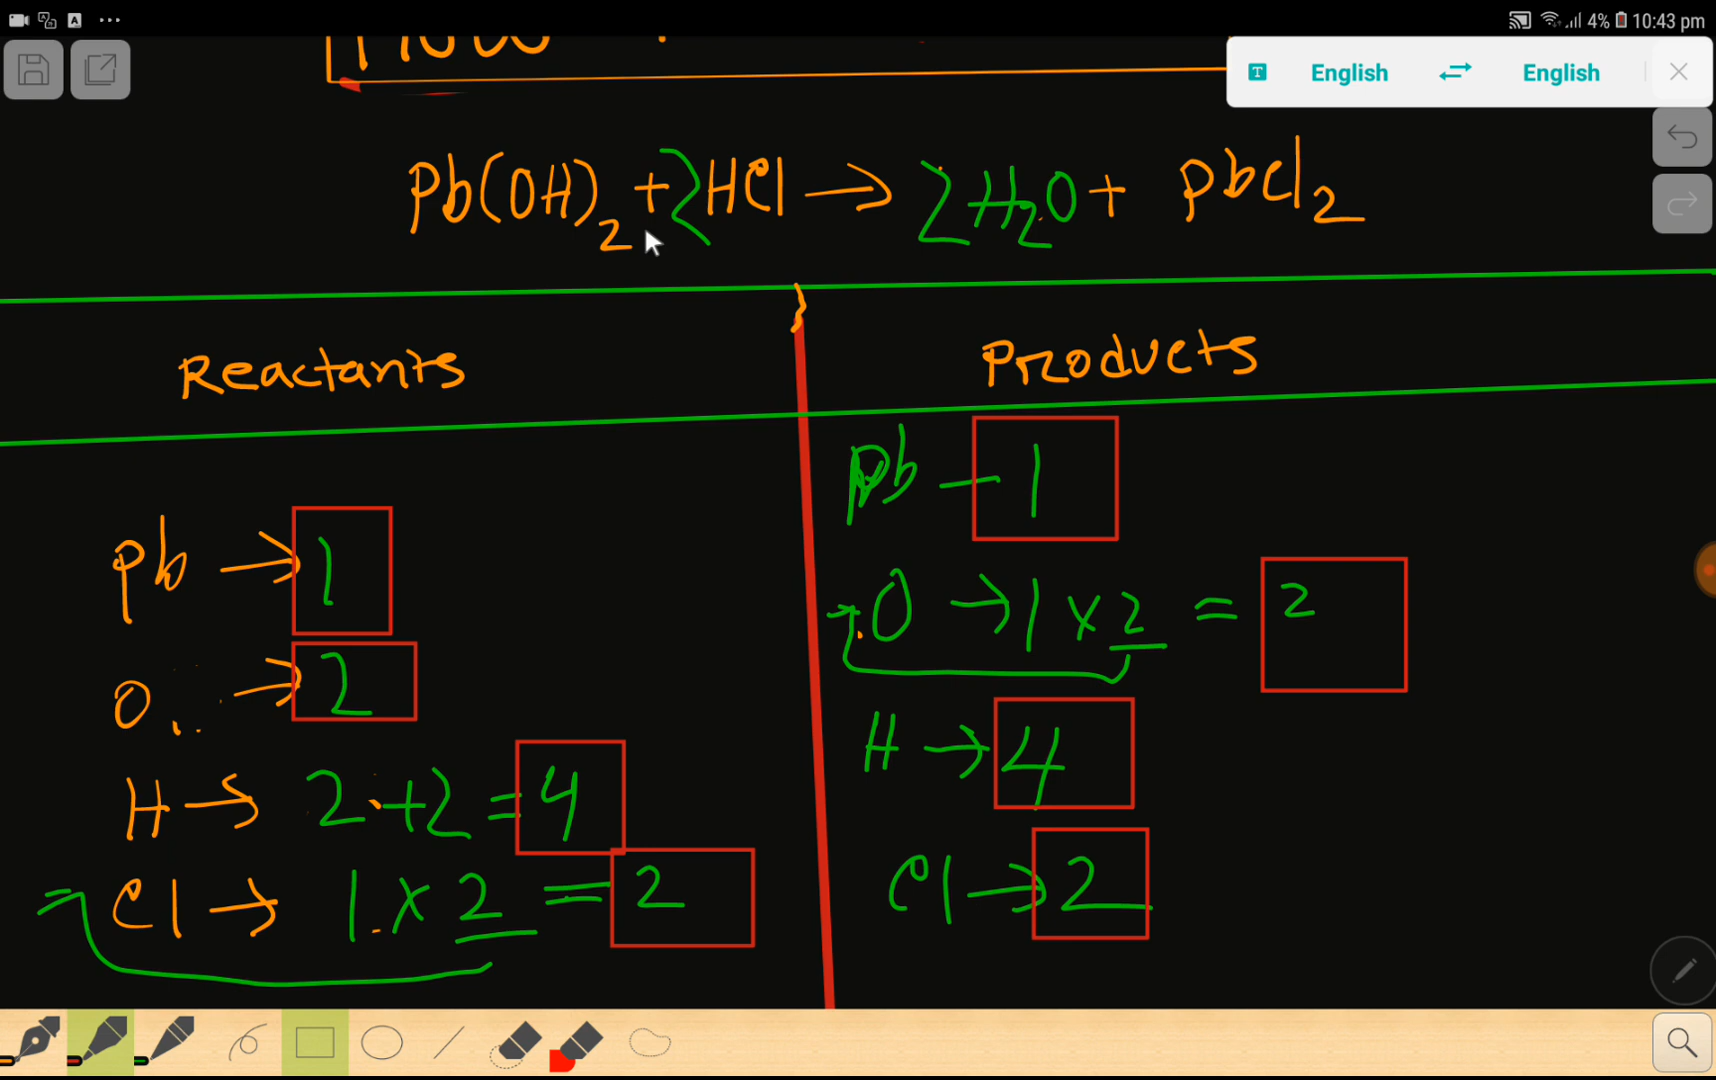 4% 10:43 pm
English English
Pb(OH)₂ + 2HCl → 2H₂O + PbCl₂
Reactants Products
Pb → 1
O → 2
H → 2 + 2 = 4
Cl → 1 x 2 = 2
Pb - 1
O → 1 x 2 = 2
H → 4
Cl → 2